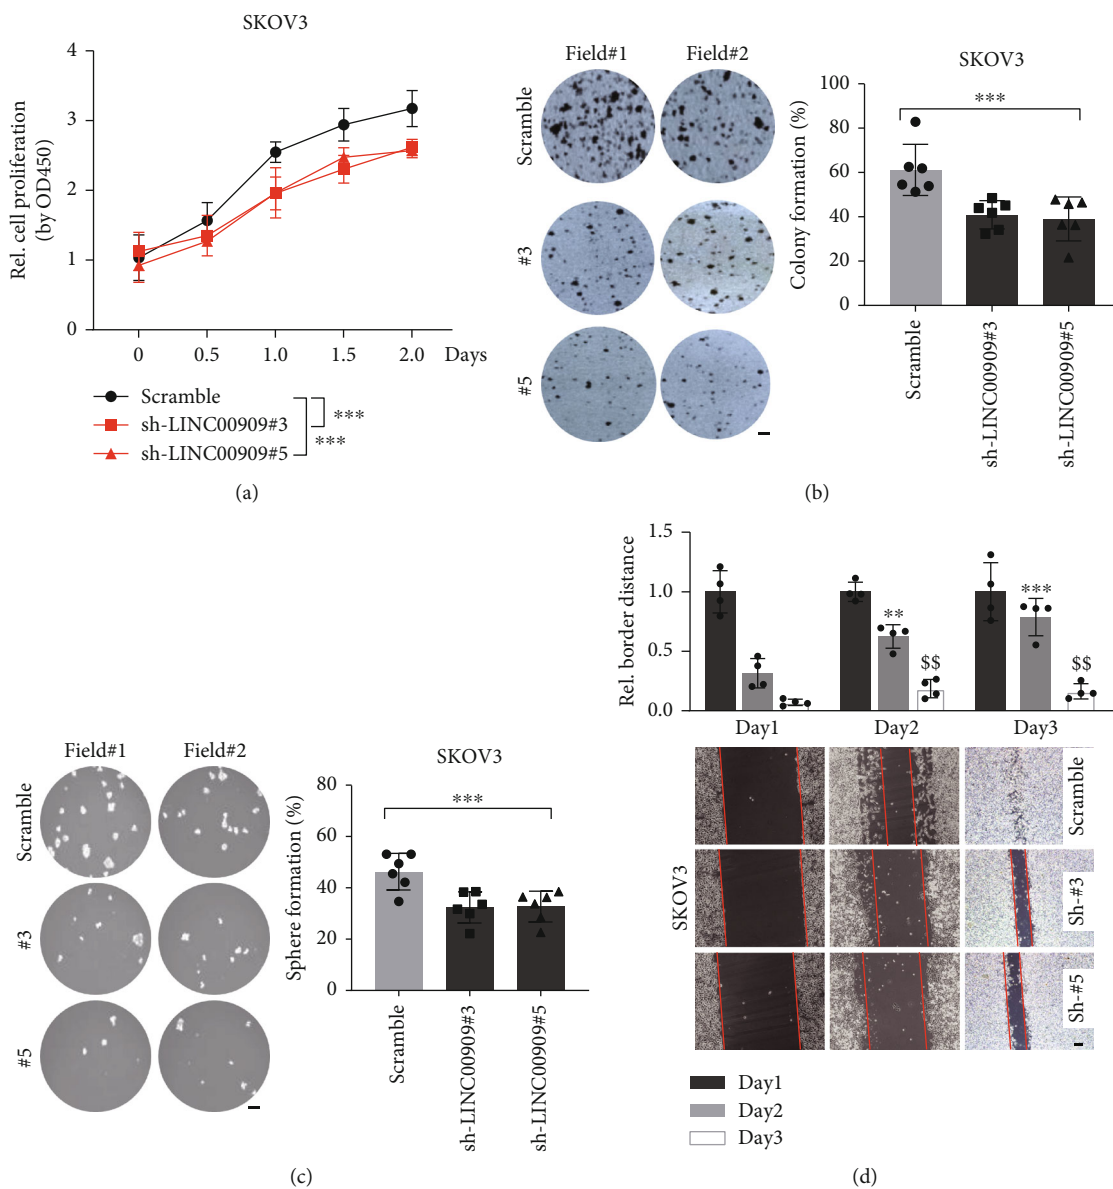 SKOV3
Rel. cell proliferation
(by OD450)
4
3
2
1
0
0 0.5 1.0 1.5 2.0 Days
Scramble
sh-LINC00909#3
sh-LINC00909#5
***
***
(a)
Field#1 Field#2
Scramble
#3
#5
SKOV3
Colony formation (%)
100
80
60
40
20
0
***
Scramble
sh-LINC00909#3
sh-LINC00909#5
(b)
Field#1 Field#2
Scramble
#3
#5
SKOV3
Sphere formation (%)
80
60
40
20
0
***
Scramble
sh-LINC00909#3
sh-LINC00909#5
(c)
Rel. border distance
1.5
1.0
0.5
0.0
**
$$
***
$$
Day1 Day2 Day3
SKOV3
Scramble
Sh-#3
Sh-#5
Day1
Day2
Day3
(d)